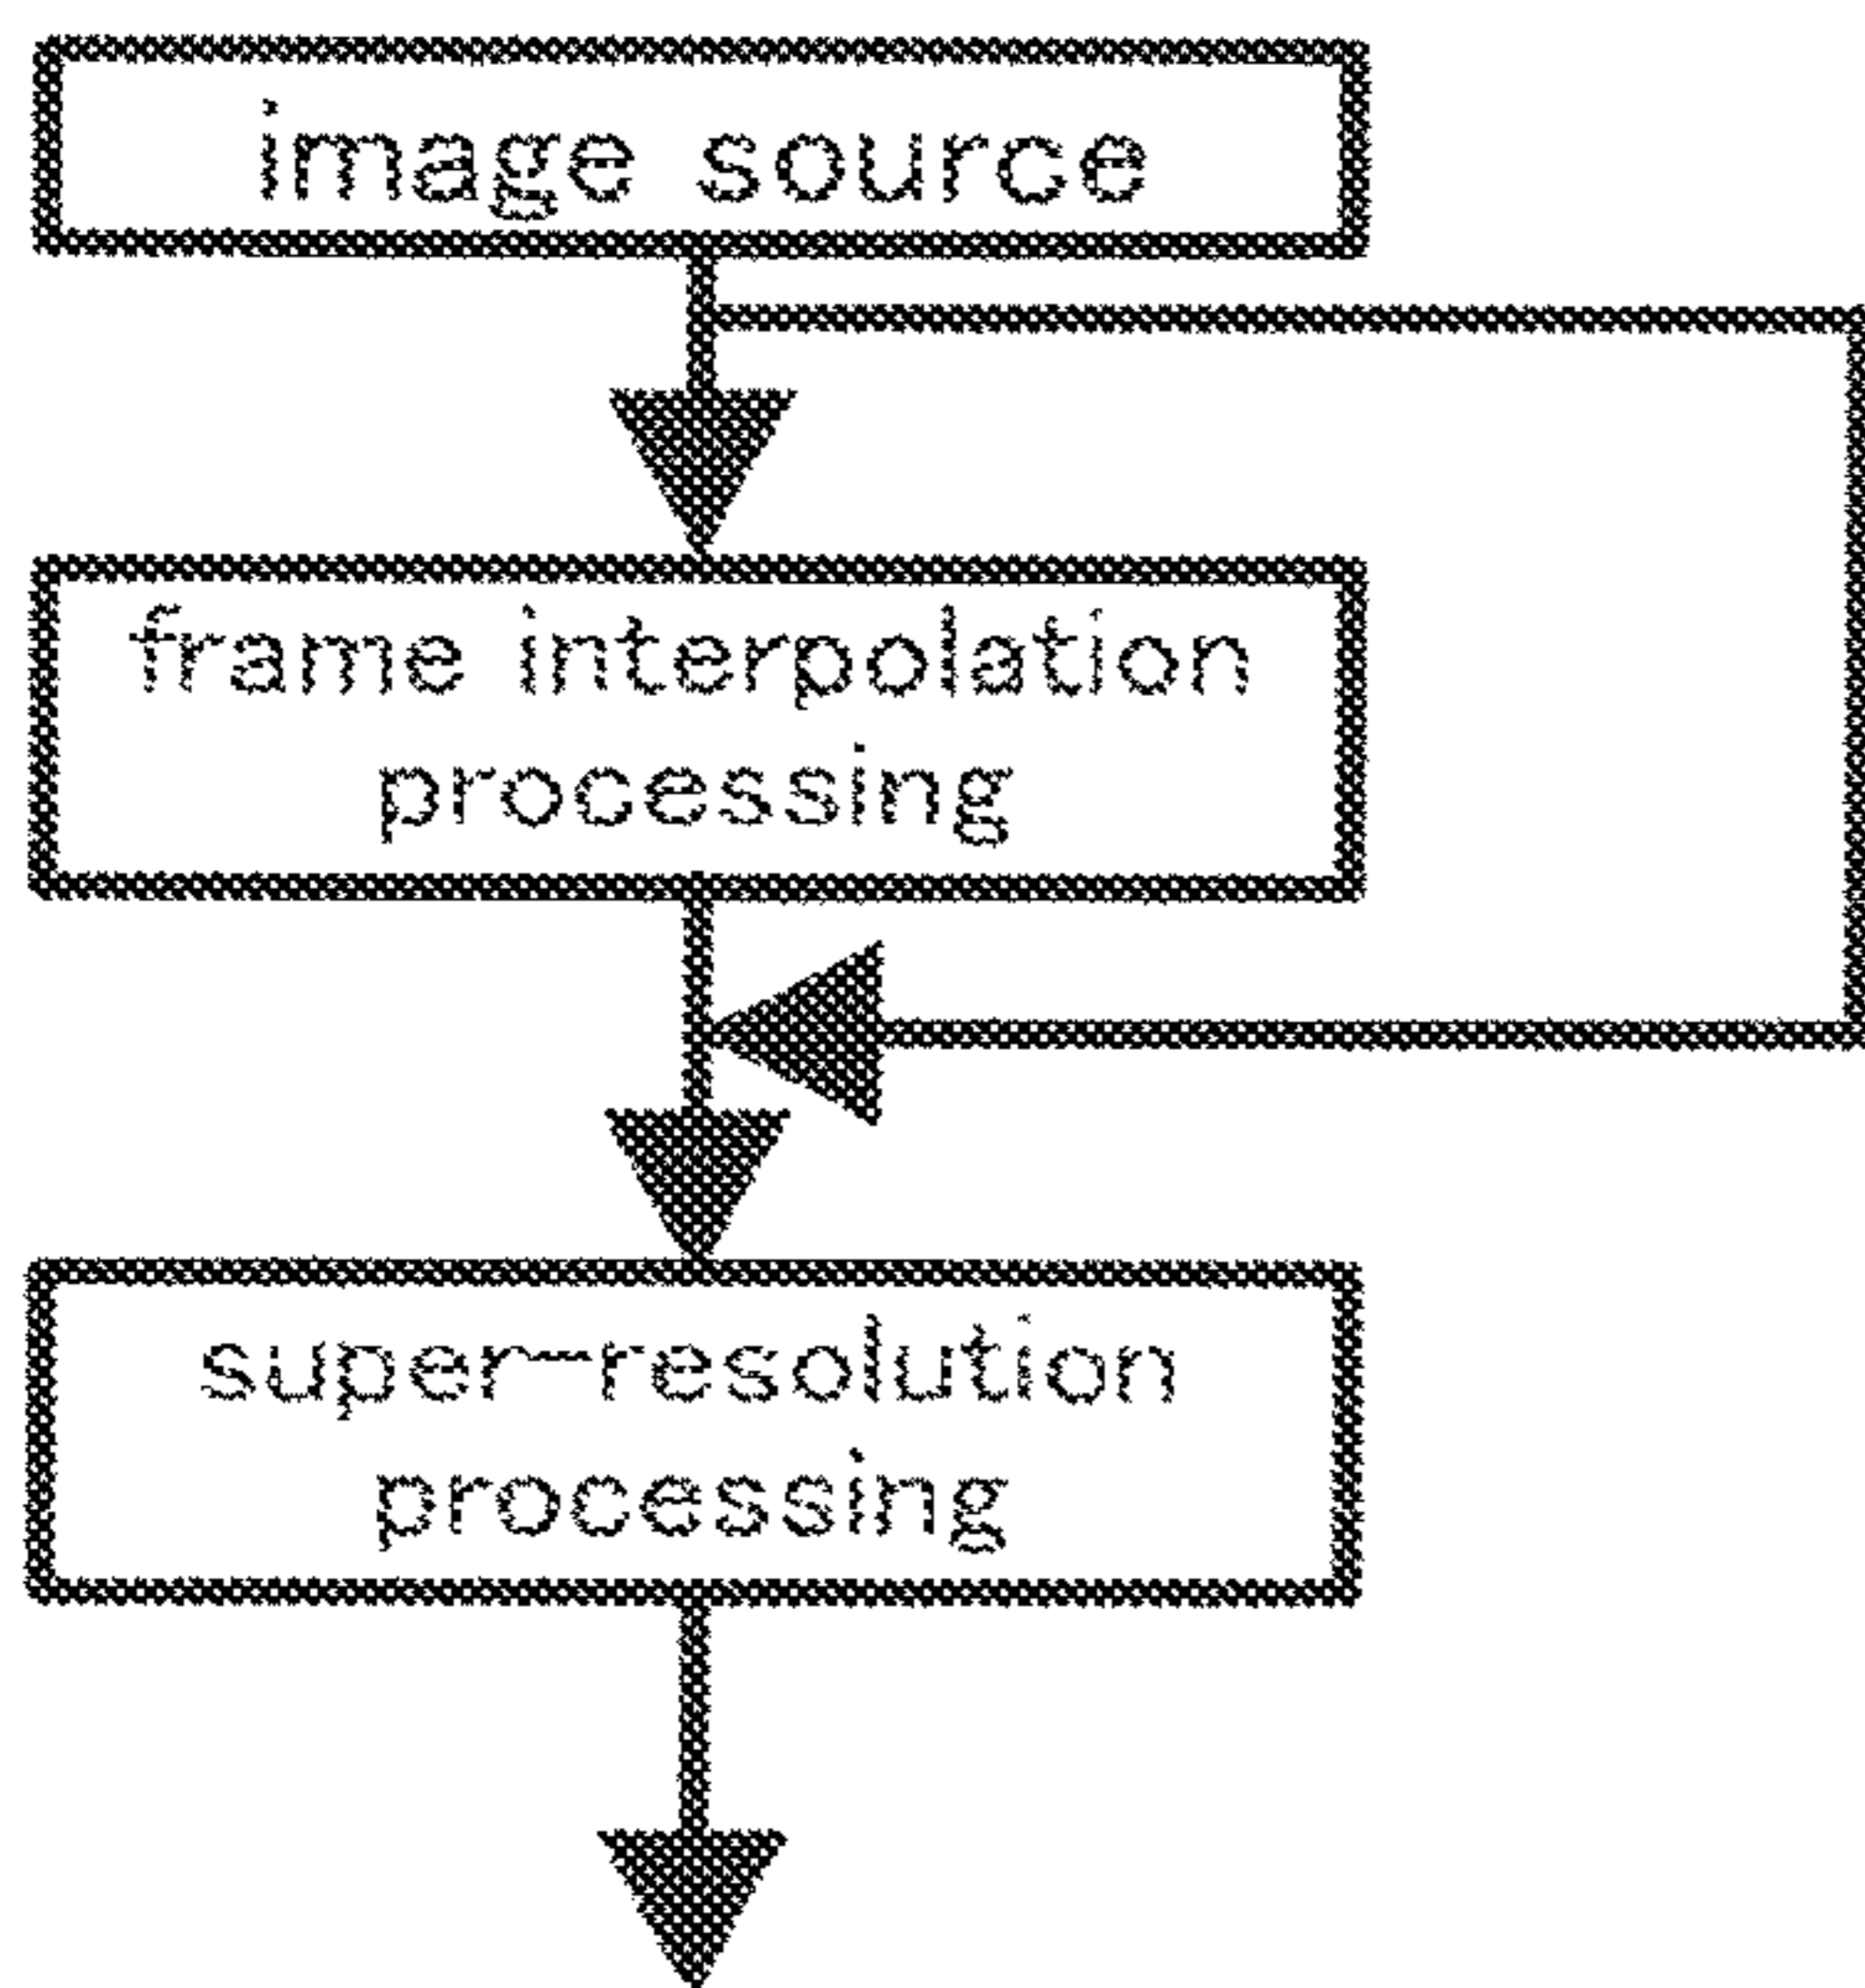 image source
frame interpolation
processing
super-resolution
processing